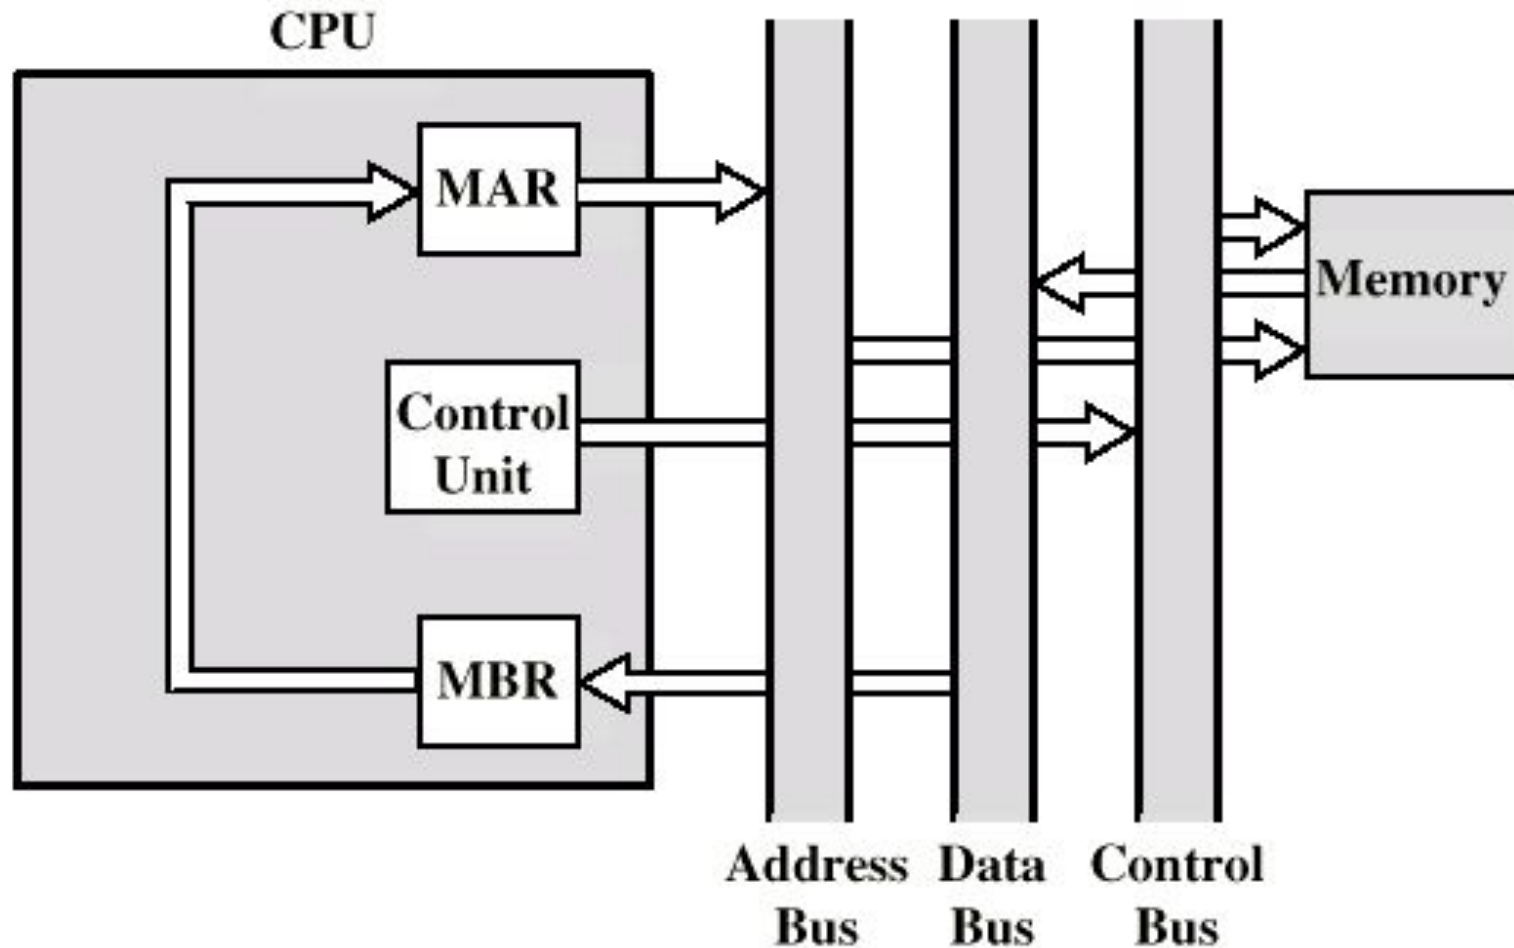 CPU
MAR
Memory
Control
Unit
MBR
Address
Bus
Data
Bus
Control
Bus